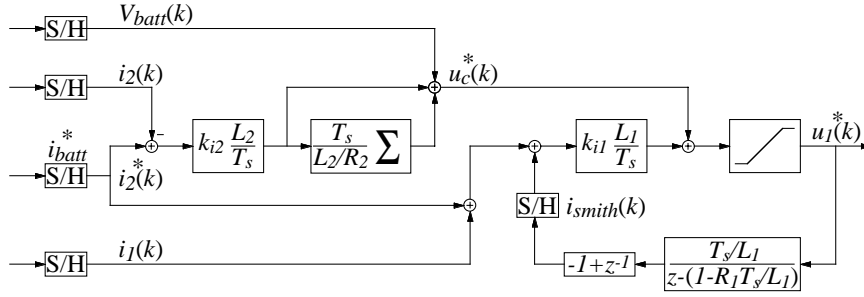 S/H V_batt(k)
S/H i_2(k)
u_c^*(k)
i_batt^*
S/H i_2^*(k)
-
k_i2 L_2/T_s
T_s/(L_2/R_2) Σ
k_i1 L_1/T_s
u_1^*(k)
S/H i_smith(k)
S/H i_1(k)
-1+z^-1
T_s/L_1
z-(1-R_1T_s/L_1)